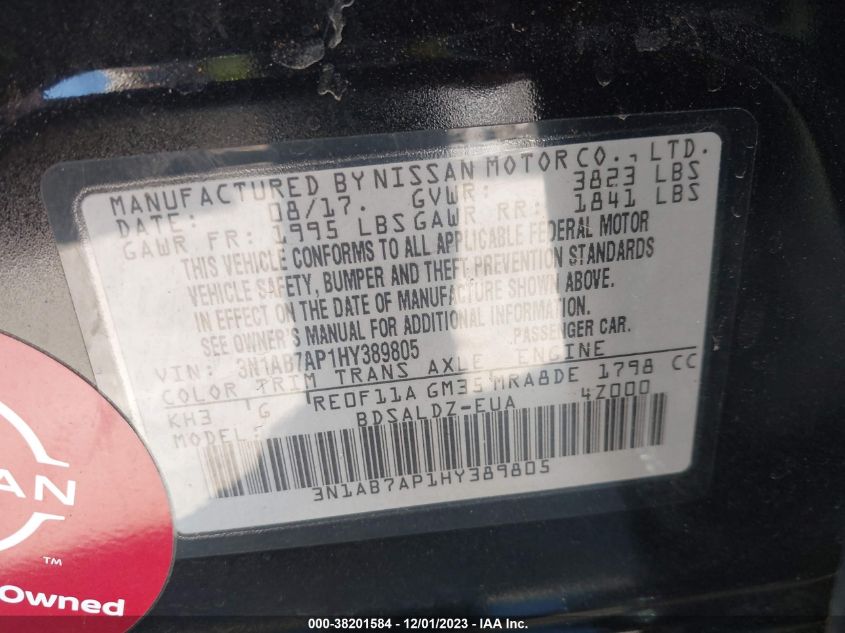 MANUFACTURED BY NISSAN MOTOR CO., LTD.
DATE: 08/17. GVWR: 3823 LBS
GAWR FR: 1995 LBS GAWR RR: 1841 LBS
THIS VEHICLE CONFORMS TO ALL APPLICABLE FEDERAL MOTOR
VEHICLE SAFETY, BUMPER AND THEFT PREVENTION STANDARDS
IN EFFECT ON THE DATE OF MANUFACTURE SHOWN ABOVE.
SEE OWNER'S MANUAL FOR ADDITIONAL INFORMATION.
VIN: 3N1AB7AP1HY389805 PASSENGER CAR.
COLOR TRIM TRANS AXLE ENGINE
KH3 G RE0F11A GM35 MRA8DE 1798 CC
MODEL: BDSALDZ-EUA 4Z000
3N1AB7AP1HY389805
TM
Owned
000-38201584 - 12/01/2023 - IAA Inc.